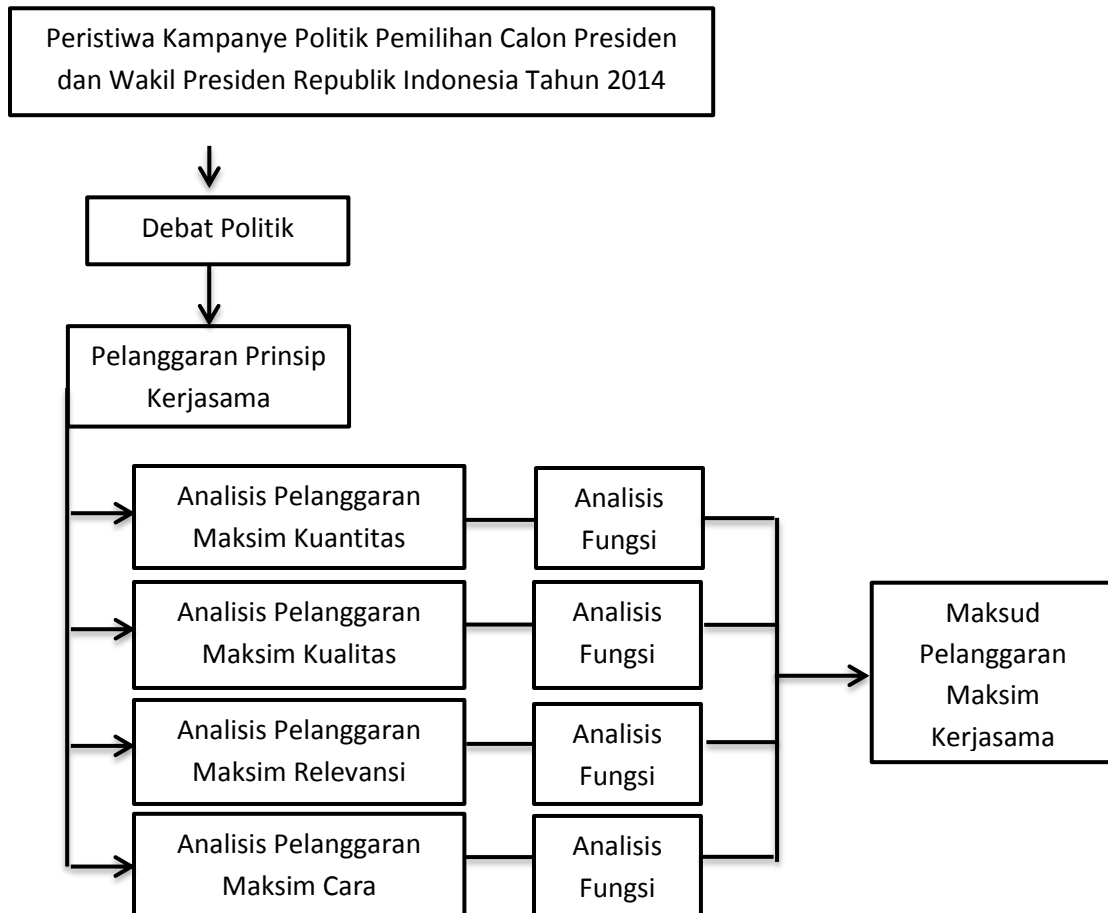 Peristiwa Kampanye Politik Pemilihan Calon Presiden
dan Wakil Presiden Republik Indonesia Tahun 2014
Debat Politik
Pelanggaran Prinsip
Kerjasama
Analisis Pelanggaran
Maksim Kuantitas
Analisis
Fungsi
Analisis Pelanggaran
Maksim Kualitas
Analisis
Fungsi
Analisis Pelanggaran
Maksim Relevansi
Analisis
Fungsi
Analisis Pelanggaran
Maksim Cara
Analisis
Fungsi
Maksud
Pelanggaran
Maksim
Kerjasama